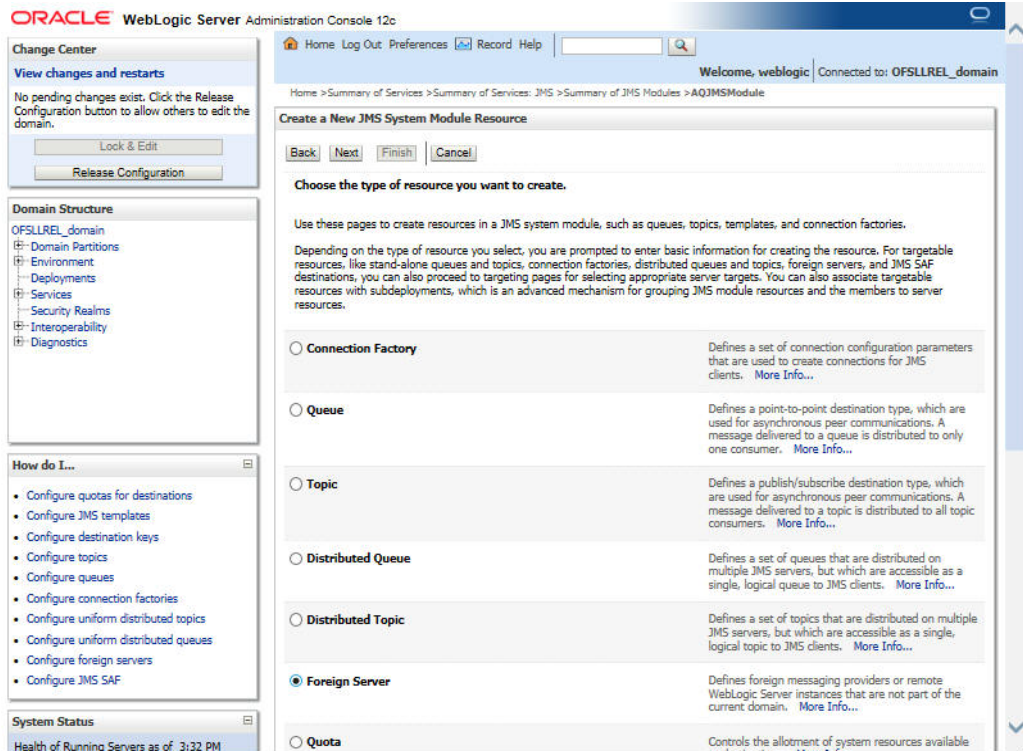 ORACLE WebLogic Server Administration Console 12c
Change Center
View changes and restarts
No pending changes exist. Click the Release
Configuration button to allow others to edit the
domain.
Lock & Edit
Release Configuration
Domain Structure
OFSLLREL_domain
Domain Partitions
Environment
Deployments
Services
Security Realms
Interoperability
Diagnostics
How do I...
Configure quotas for destinations
Configure JMS templates
Configure destination keys
Configure topics
Configure queues
Configure connection factories
Configure uniform distributed topics
Configure uniform distributed queues
Configure foreign servers
Configure JMS SAF
System Status
Health of Running Servers as of 3:32 PM
Home Log Out Preferences Record Help
Welcome, weblogic Connected to: OFSLLREL_domain
Home >Summary of Services >Summary of Services: JMS >Summary of JMS Modules >AQJMSModule
Create a New JMS System Module Resource
Back Next Finish Cancel
Choose the type of resource you want to create.
Use these pages to create resources in a JMS system module, such as queues, topics, templates, and connection factories.
Depending on the type of resource you select, you are prompted to enter basic information for creating the resource. For targetable
resources, like stand-alone queues and topics, connection factories, distributed queues and topics, foreign servers, and JMS SAF
destinations, you can also proceed to targeting pages for selecting appropriate server targets. You can also associate targetable
resources with subdeployments, which is an advanced mechanism for grouping JMS module resources and the members to server
resources.
Connection Factory
Defines a set of connection configuration parameters
that are used to create connections for JMS
clients. More Info...
Queue
Defines a point-to-point destination type, which are
used for asynchronous peer communications. A
message delivered to a queue is distributed to only
one consumer. More Info...
Topic
Defines a publish/subscribe destination type, which
are used for asynchronous peer communications. A
message delivered to a topic is distributed to all topic
consumers. More Info...
Distributed Queue
Defines a set of queues that are distributed on
multiple JMS servers, but which are accessible as a
single, logical queue to JMS clients. More Info...
Distributed Topic
Defines a set of topics that are distributed on multiple
JMS servers, but which are accessible as a single,
logical topic to JMS clients. More Info...
Foreign Server
Defines foreign messaging providers or remote
WebLogic Server instances that are not part of the
current domain. More Info...
Quota
Controls the allotment of system resources available